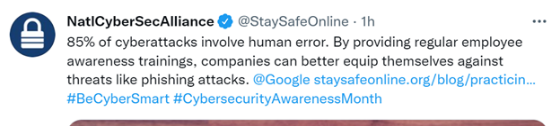 NatlCyberSecAlliance @StaySafeOnline · 1h
85% of cyberattacks involve human error. By providing regular employee
awareness trainings, companies can better equip themselves against
threats like phishing attacks. @Google staysafeonline.org/blog/practicin...
#BeCyberSmart #CybersecurityAwarenessMonth